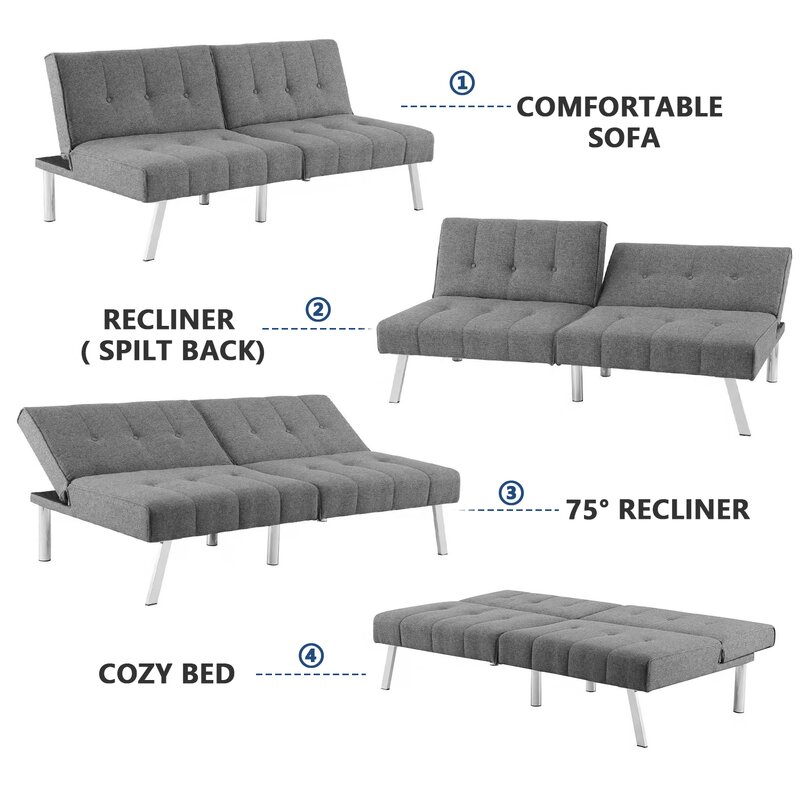 1
COMFORTABLE
SOFA
2
RECLINER
( SPILT BACK)
3
75° RECLINER
4
COZY BED